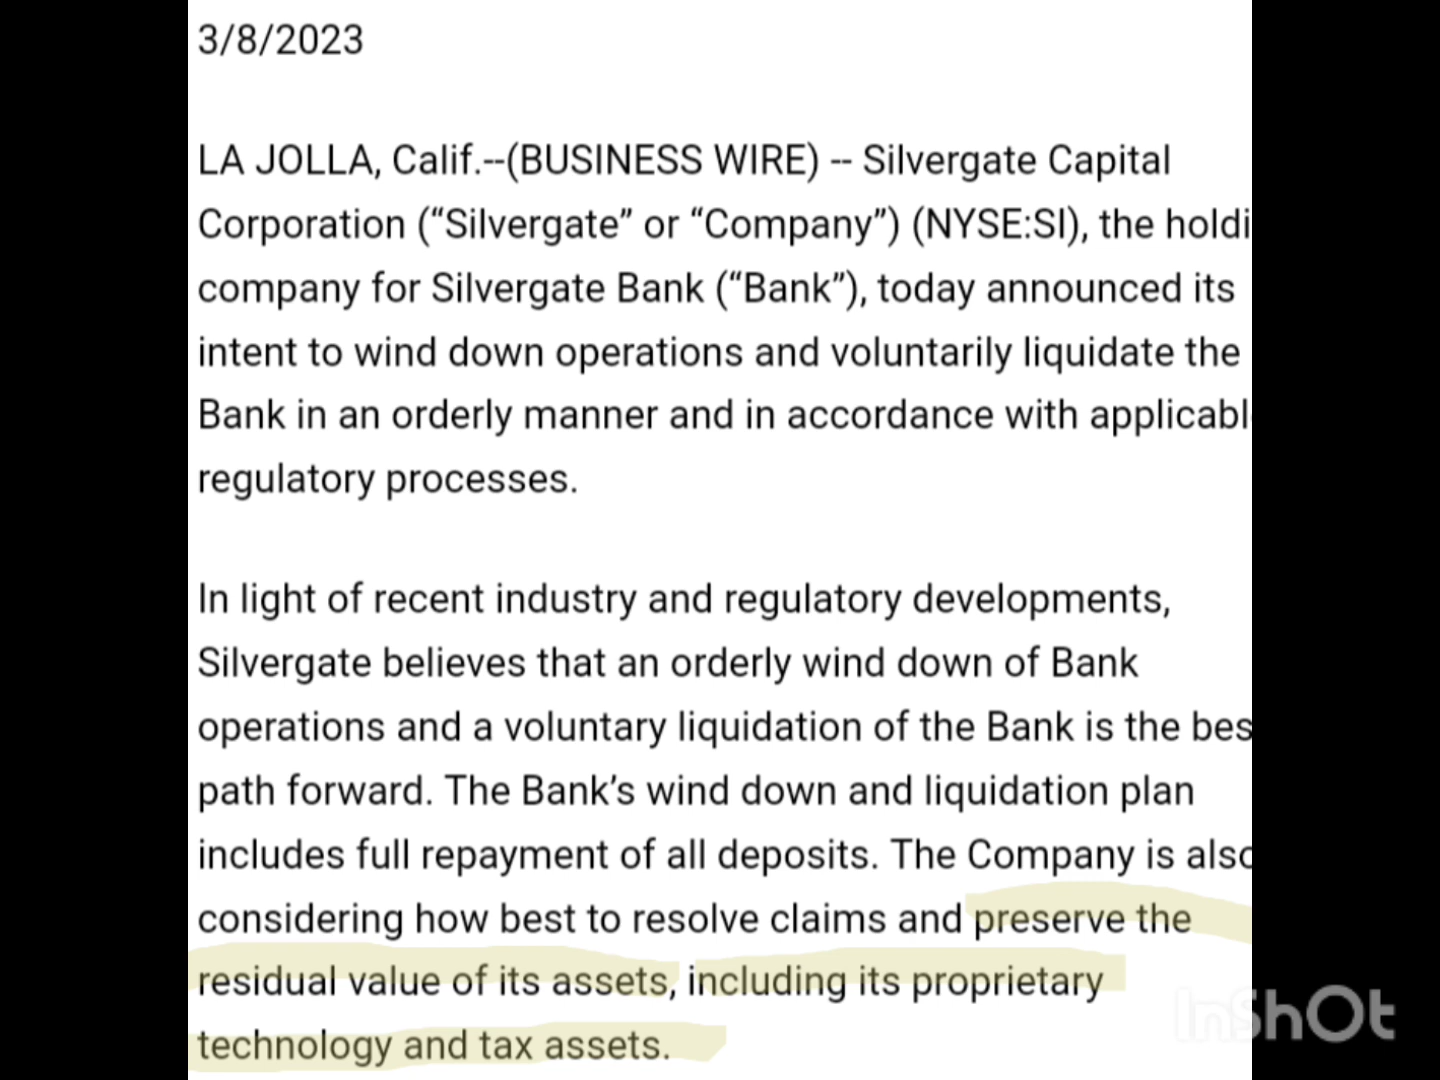 3/8/2023
LA JOLLA, Calif.--(BUSINESS WIRE) -- Silvergate Capital
Corporation (“Silvergate” or “Company”) (NYSE:SI), the holdi
company for Silvergate Bank (“Bank”), today announced its
intent to wind down operations and voluntarily liquidate the
Bank in an orderly manner and in accordance with applicabl
regulatory processes.
In light of recent industry and regulatory developments,
Silvergate believes that an orderly wind down of Bank
operations and a voluntary liquidation of the Bank is the bes
path forward. The Bank’s wind down and liquidation plan
includes full repayment of all deposits. The Company is also
considering how best to resolve claims and preserve the
residual value of its assets, including its proprietary
technology and tax assets.
InShOt